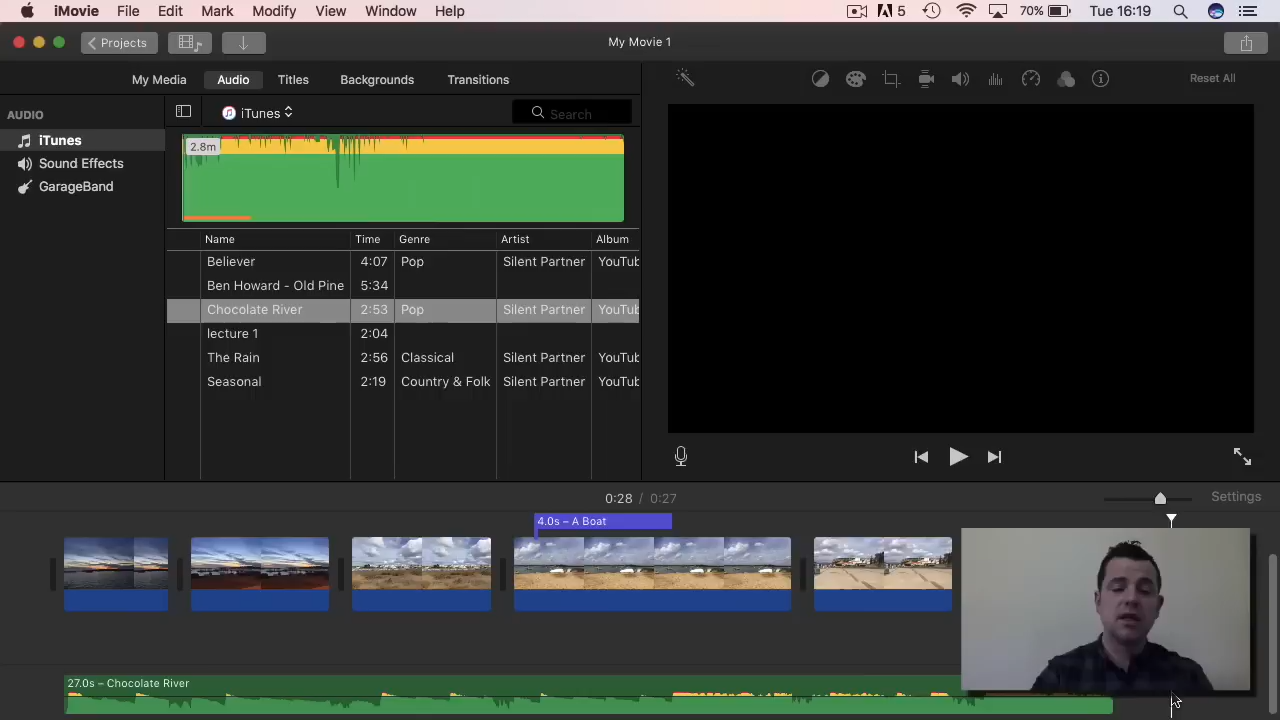 iMovie File Edit Mark Modify View Window Help 5 70% Tue 16:19
Projects My Movie 1
My Media Audio Titles Backgrounds Transitions Reset All
AUDIO
iTunes
Sound Effects
GarageBand
iTunes Search
2.8m
Name Time Genre Artist Album
Believer 4:07 Pop Silent Partner YouTub
Ben Howard - Old Pine 5:34
Chocolate River 2:53 Pop Silent Partner YouTub
lecture 1 2:04
The Rain 2:56 Classical Silent Partner YouTub
Seasonal 2:19 Country & Folk Silent Partner YouTub
0:28 / 0:27 Settings
4.0s – A Boat
27.0s – Chocolate River